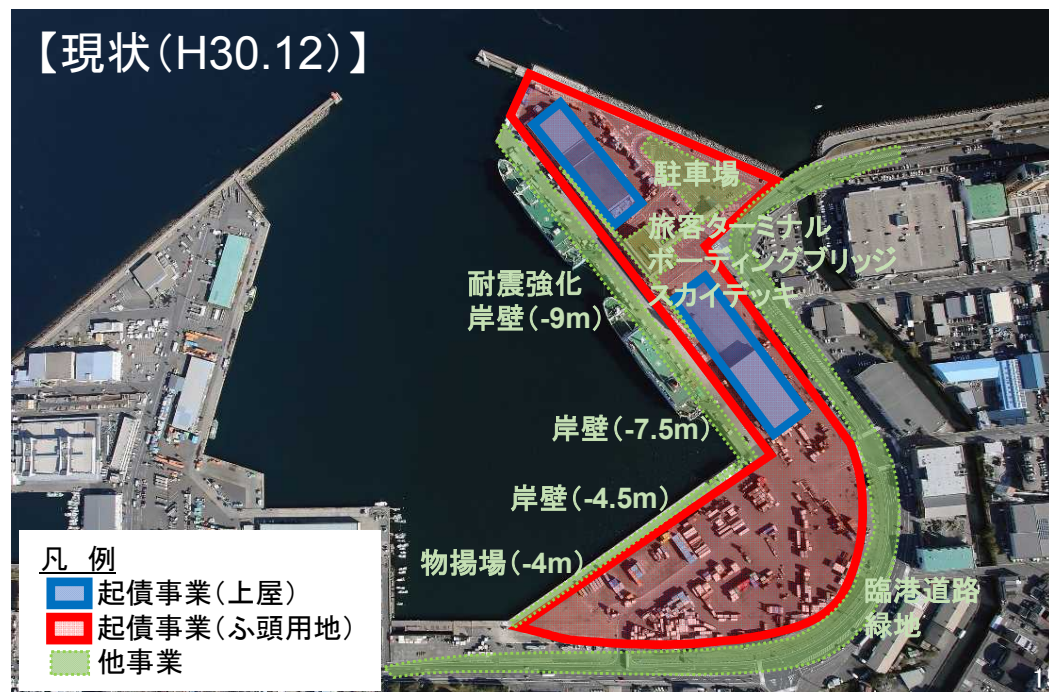 【現状(H30.12)】
駐車場
旅客ターミナル
ボーディングブリッジ
スカイデッキ
耐震強化
岸壁(-9m)
岸壁(-7.5m)
岸壁(-4.5m)
物揚場(-4m)
臨港道路
緑地
凡 例
起債事業(上屋)
起債事業(ふ頭用地)
他事業